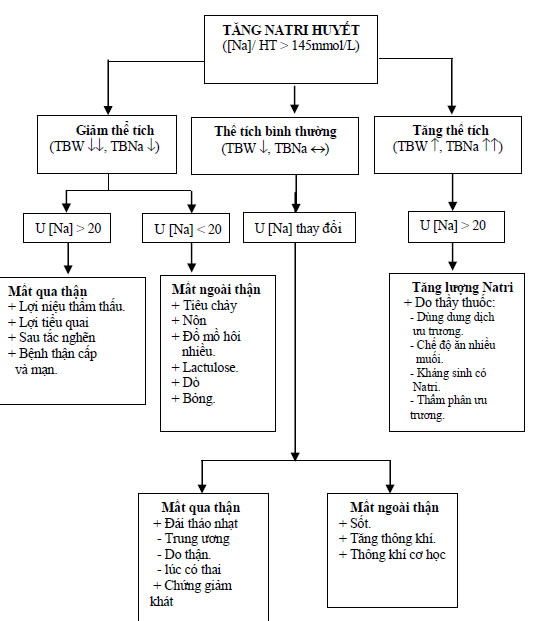 TĂNG NATRI HUYẾT
([Na]/ HT > 145mmol/L)
Giảm thể tích
(TBW ↓↓, TBNa ↓)
Thể tích bình thường
(TBW ↓, TBNa ↔)
Tăng thể tích
(TBW ↑, TBNa ↑↑)
U [Na] > 20
U [Na] < 20
U [Na] thay đổi
U [Na] > 20
Mất qua thận
+ Lợi niệu thẩm thấu.
+ Lợi tiểu quai
+ Sau tắc nghẽn
+ Bệnh thận cấp
và mạn.
Mất ngoài thận
+ Tiêu chảy
+ Nôn
+ Đổ mồ hôi
nhiều.
+ Lactulose.
+ Dò
+ Bỏng.
Tăng lượng Natri
+ Do thầy thuốc:
- Dùng dung dịch
ưu trương.
- Chế độ ăn nhiều
muối.
- Kháng sinh có
Natri.
- Thẩm phân ưu
trương.
Mất qua thận
+ Đái tháo nhạt
- Trung ương
- Do thận.
- lúc có thai
+ Chứng giảm
khát
Mất ngoài thận
+ Sốt.
+ Tăng thông khí.
+ Thông khí cơ học